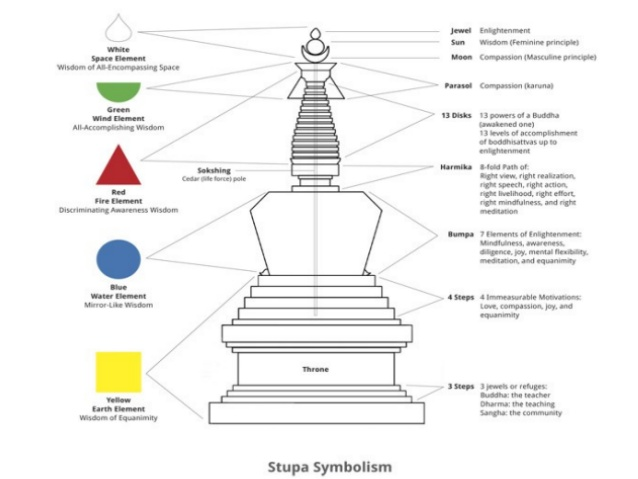 White
Space Element
'Wisdom of All-Encompassing Space
Green
Wind Element
All-Accomplishing Wisdom
Red
Fire Element
Discriminating Awareness Wisdom
Blue
Water Element
Mirror-Like Wisdom
Yellow
Earth Element
Wisdom of Equanimity
Sokshing
Cedar (life force) pole
Throne
Jewel Enlightenment
Sun Wisdom (Feminine principle)
Moon Compassion (Masculine principle)
Parasol Compassion (karuna)
13 Disks 13 powers of a Buddha
(awakened one)
13 levels of accomplishment
of boddhisattvas up to
enlightenment
Harmika 8-fold Path of:
Right view, right realization,
right speech, right action,
right livelihood, right effort,
right mindfulness, and right
meditation
Bumpa 7 Elements of Enlightenment:
Mindfulness, awareness,
diligence, joy, mental flexibility,
meditation, and equanimity
4 Steps 4 Immeasurable Motivations:
Love, compassion, joy, and
equanimity
3 Steps 3 jewels or refuges:
Buddha: the teacher
Dharma: the teaching
Sangha: the community
Stupa Symbolism